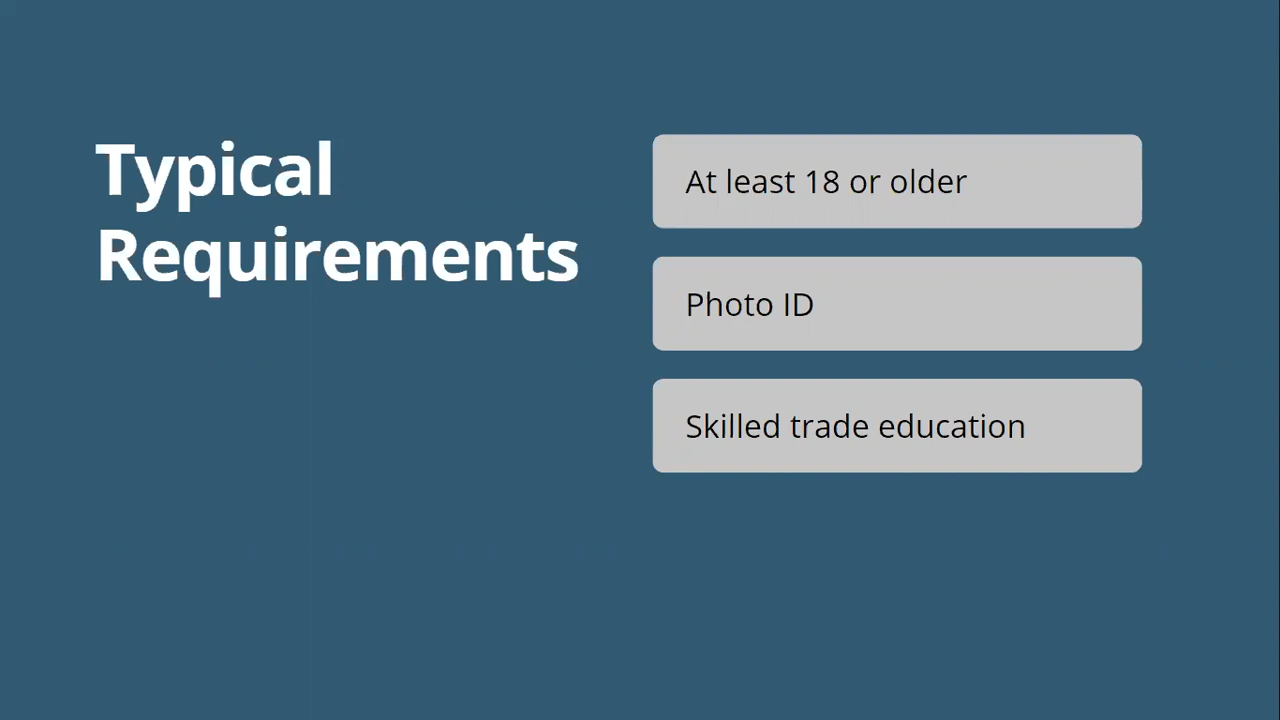 Typical
Requirements
At least 18 or older
Photo ID
Skilled trade education